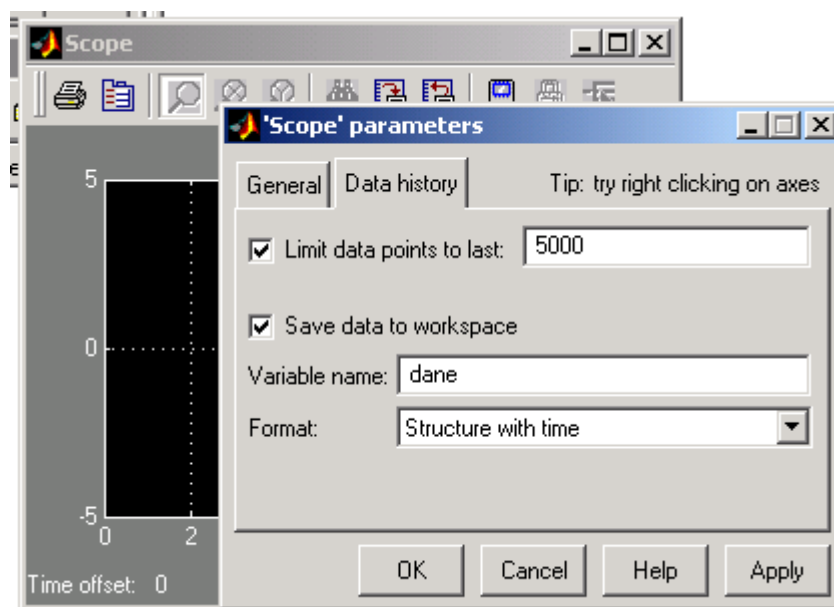 Scope
'Scope' parameters
General Data history Tip: try right clicking on axes
Limit data points to last: 5000
Save data to workspace
Variable name: dane
Format: Structure with time
OK Cancel Help Apply
5
0
-5
0 2
Time offset: 0